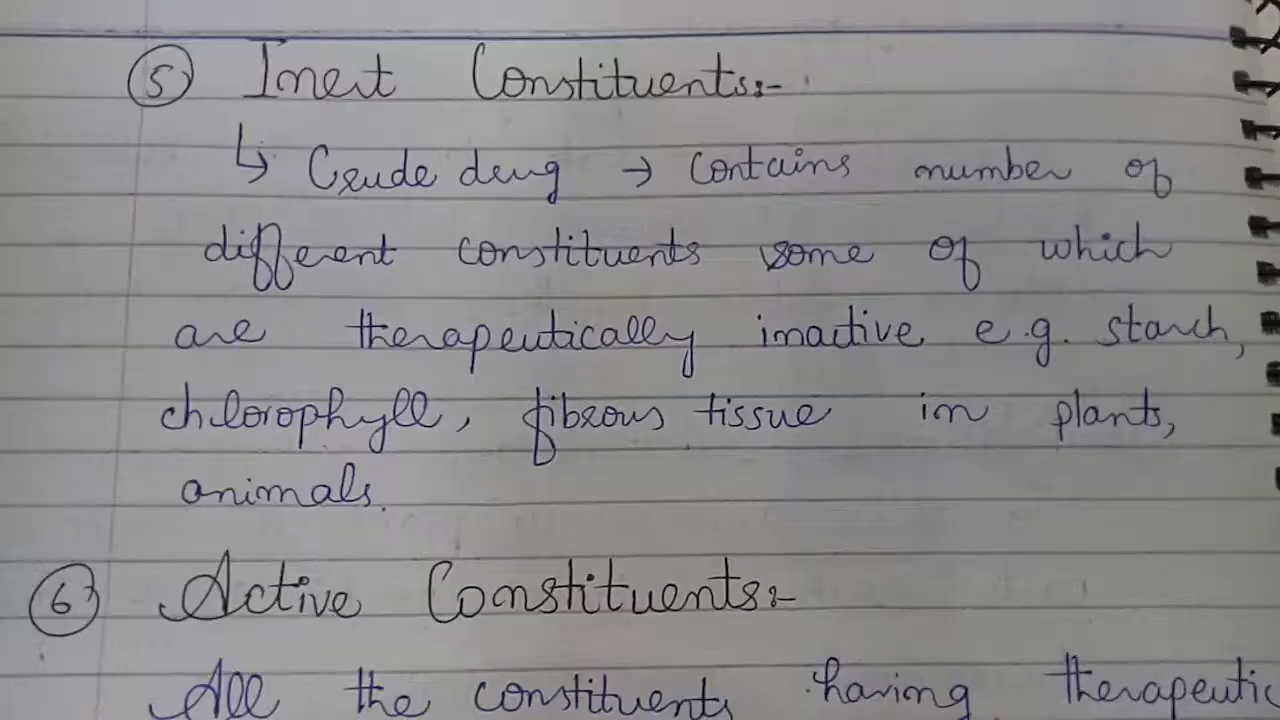 ⑤ Inert Constituents:-
↳ Crude drug → contains number of
different constituents some of which
are therapeutically inactive e.g. starch,
chlorophyll, fibrous tissue in plants,
animals.
⑥ Active Constituents:-
All the constituents having therapeutic